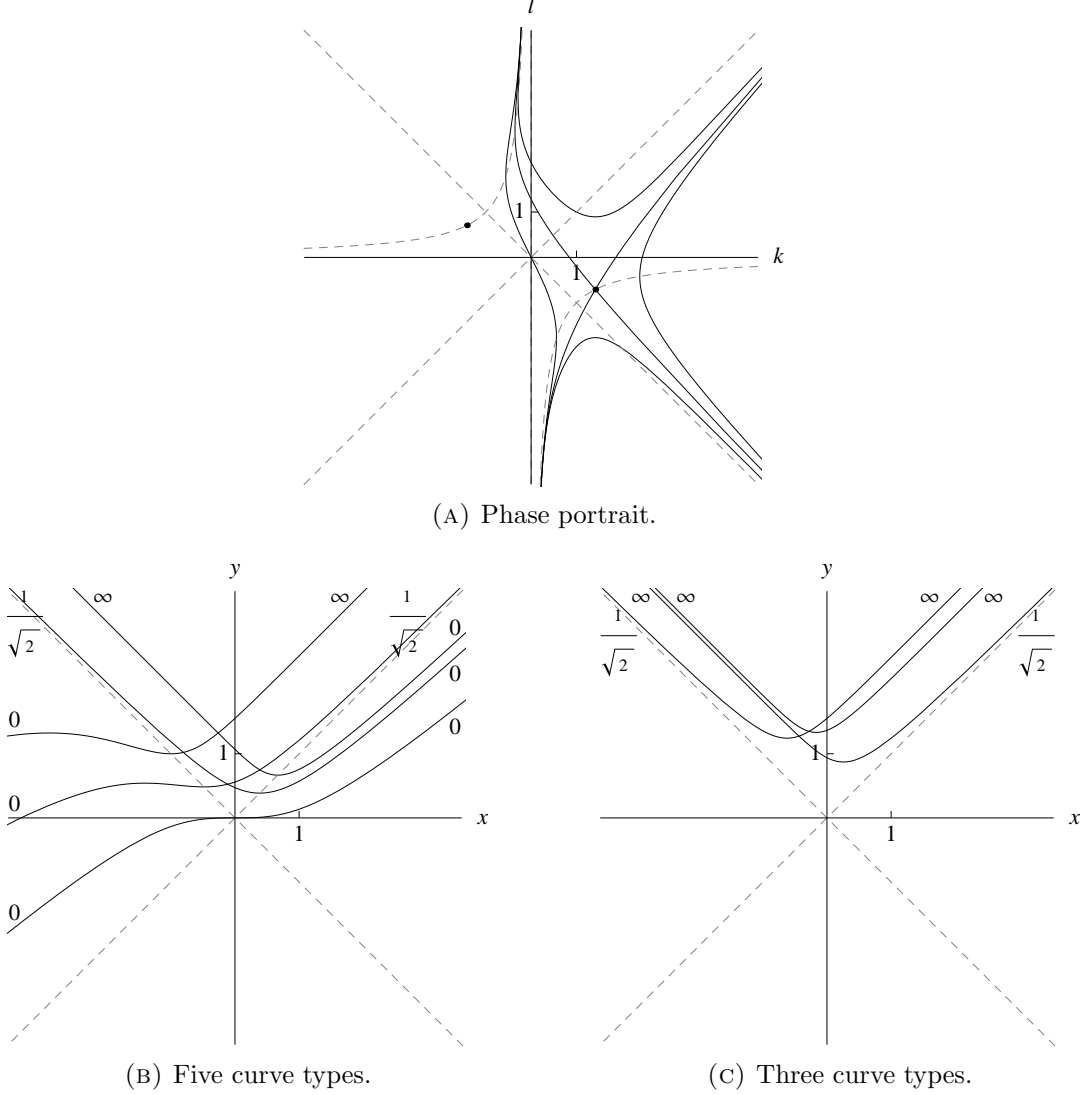 l
1
k
1
(A) Phase portrait.
y
∞ ∞
1/√2 1/√2
0
0
0
1
0
0
x
1
0
(B) Five curve types.
y
∞ ∞ ∞ ∞
1/√2 1/√2
1
x
1
(C) Three curve types.